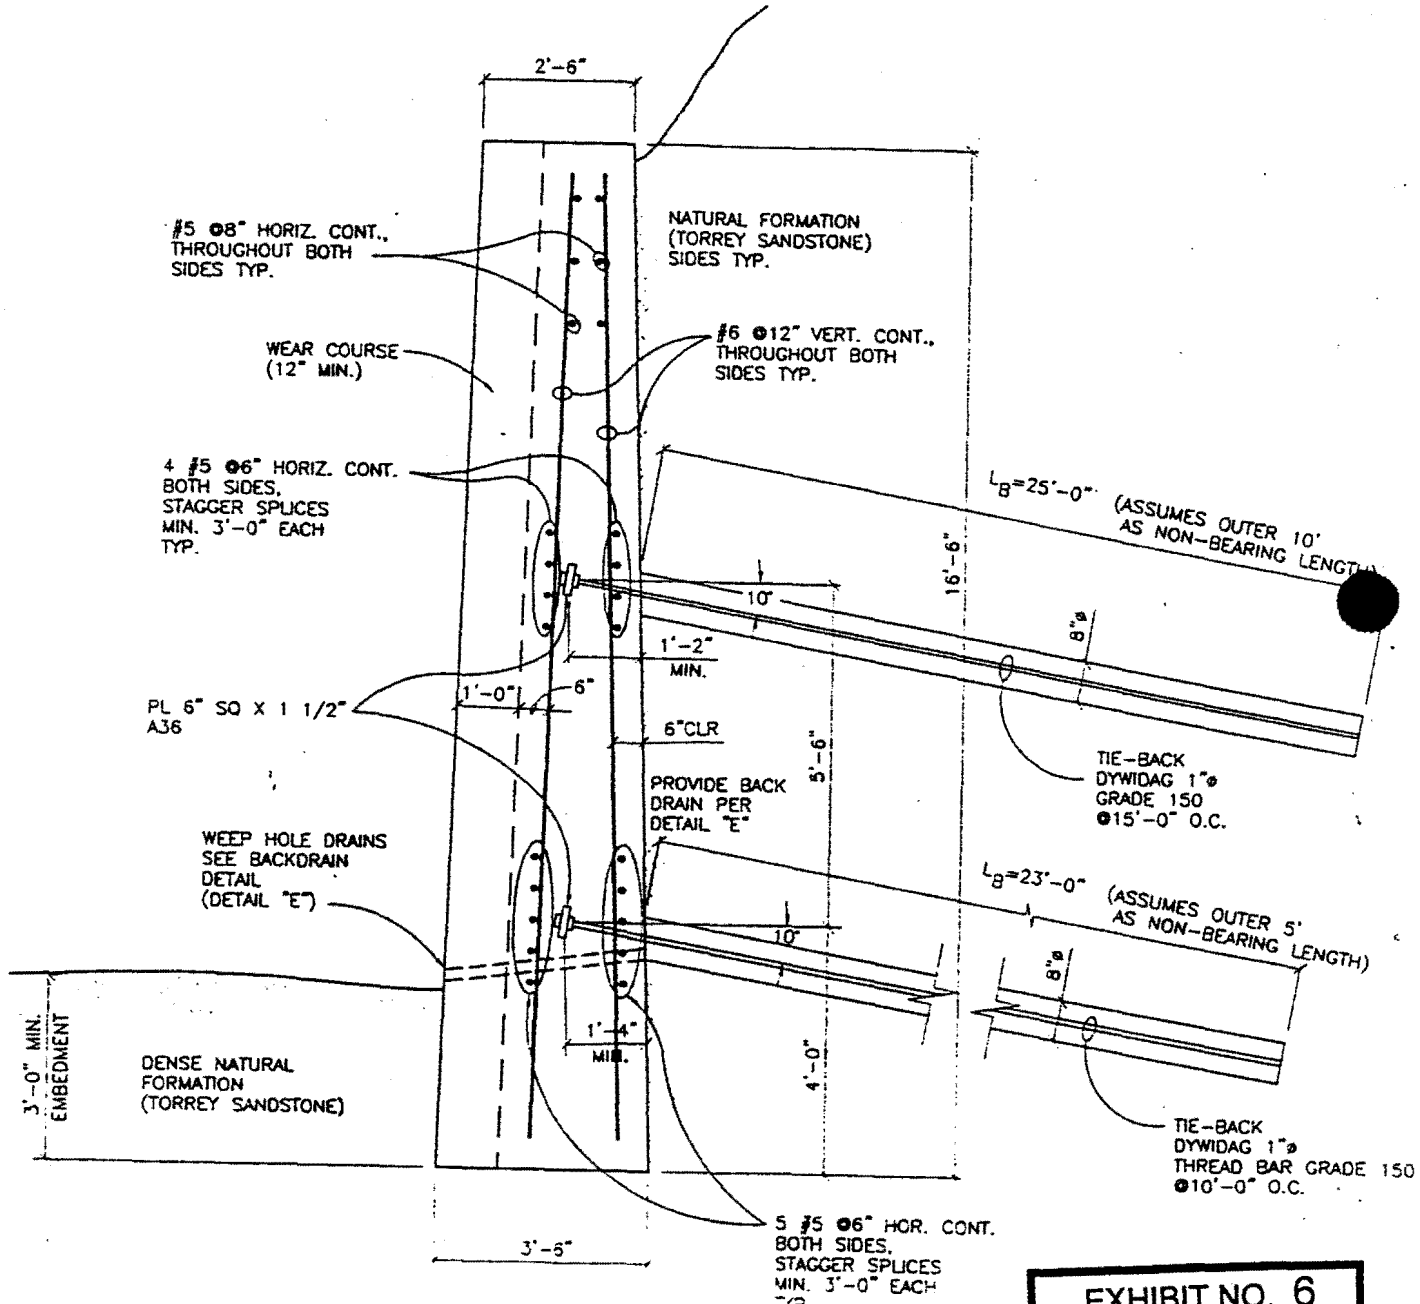 2'-6"
#5 @8" HORIZ. CONT.,
THROUGHOUT BOTH
SIDES TYP.
NATURAL FORMATION
(TORREY SANDSTONE)
SIDES TYP.
WEAR COURSE
(12" MIN.)
#6 @12" VERT. CONT.,
THROUGHOUT BOTH
SIDES TYP.
4 #5 @6" HORIZ. CONT.
BOTH SIDES,
STAGGER SPLICES
MIN. 3'-0" EACH
TYP.
LB=25'-0" (ASSUMES OUTER 10'
AS NON-BEARING LENGTH)
16'-6"
10°
8"ø
1'-2"
MIN.
1'-0"
6"
PL 6" SQ X 1 1/2"
A36
6"CLR
5'-6"
TIE-BACK
DYWIDAG 1"ø
GRADE 150
@15'-0" O.C.
PROVIDE BACK
DRAIN PER
DETAIL "E"
WEEP HOLE DRAINS
SEE BACKDRAIN
DETAIL
(DETAIL "E")
LB=23'-0" (ASSUMES OUTER 5'
AS NON-BEARING LENGTH)
10°
8"ø
1'-4"
MIN.
4'-0"
3'-0" MIN.
EMBEDMENT
DENSE NATURAL
FORMATION
(TORREY SANDSTONE)
TIE-BACK
DYWIDAG 1"ø
THREAD BAR GRADE 150
@10'-0" O.C.
3'-6"
5 #5 @6" HOR. CONT.
BOTH SIDES,
STAGGER SPLICES
MIN. 3'-0" EACH
TYP.
EXHIBIT NO. 6